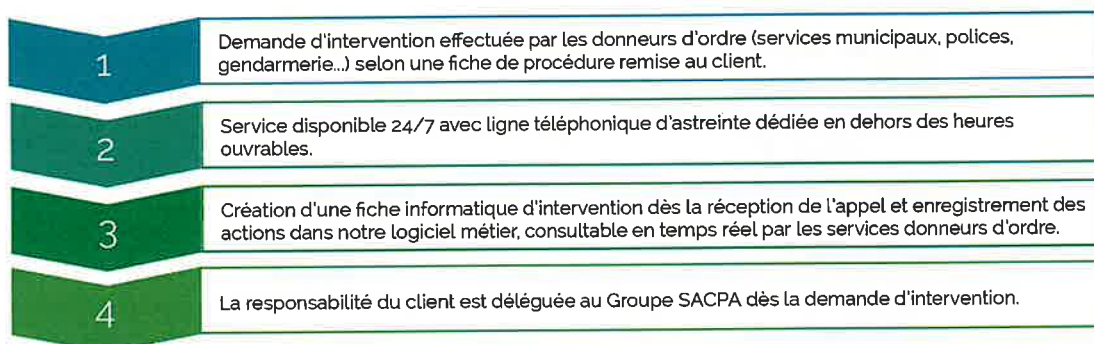 1
Demande d'intervention effectuée par les donneurs d'ordre (services municipaux, polices,
gendarmerie...) selon une fiche de procédure remise au client.
2
Service disponible 24/7 avec ligne téléphonique d'astreinte dédiée en dehors des heures
ouvrables.
3
Création d'une fiche informatique d'intervention dès la réception de l'appel et enregistrement des
actions dans notre logiciel métier, consultable en temps réel par les services donneurs d'ordre.
4
La responsabilité du client est déléguée au Groupe SACPA dès la demande d'intervention.